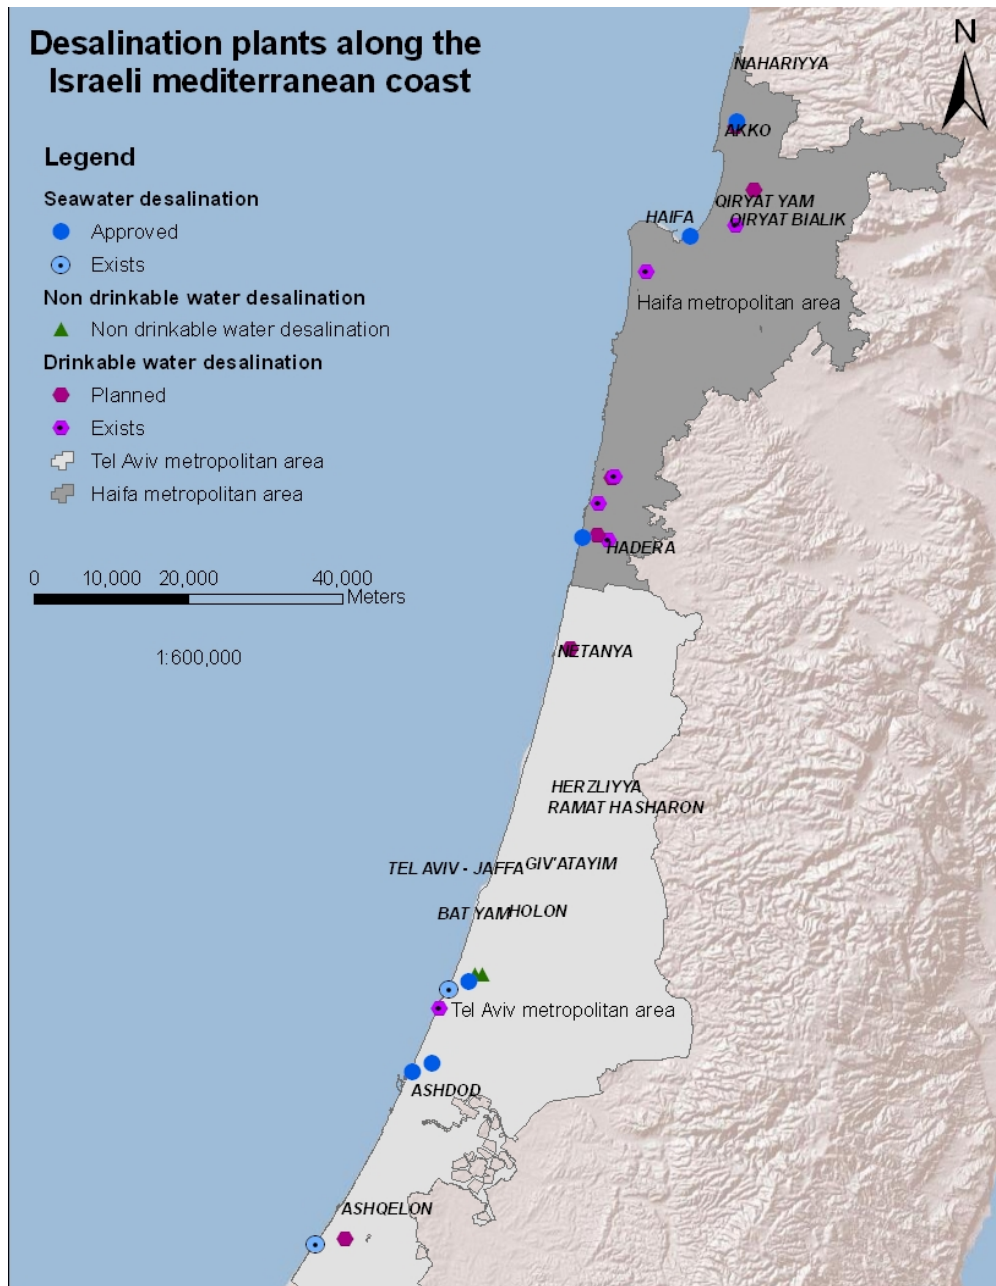 Desalination plants along the
Israeli mediterranean coast
N
Legend
Seawater desalination
Approved
Exists
Non drinkable water desalination
Non drinkable water desalination
Drinkable water desalination
Planned
Exists
Tel Aviv metropolitan area
Haifa metropolitan area
0 10,000 20,000 40,000
Meters
1:600,000
NAHARIYYA
AKKO
QIRYAT YAM
HAIFA
QIRYAT BIALIK
Haifa metropolitan area
HADERA
NETANYA
HERZLIYYA
RAMAT HASHARON
TEL AVIV - JAFFA
GIV'ATAYIM
BAT YAM
HOLON
Tel Aviv metropolitan area
ASHDOD
ASHQELON